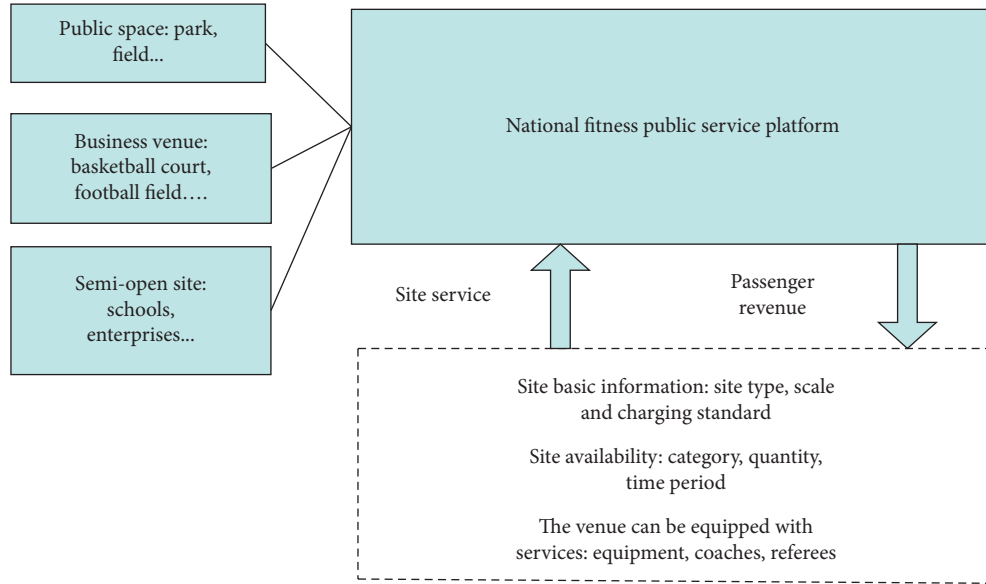 Public space: park,
field...
Business venue:
basketball court,
football field….
Semi-open site:
schools,
enterprises...
National fitness public service platform
Site service
Passenger
revenue
Site basic information: site type, scale
and charging standard
Site availability: category, quantity,
time period
The venue can be equipped with
services: equipment, coaches, referees